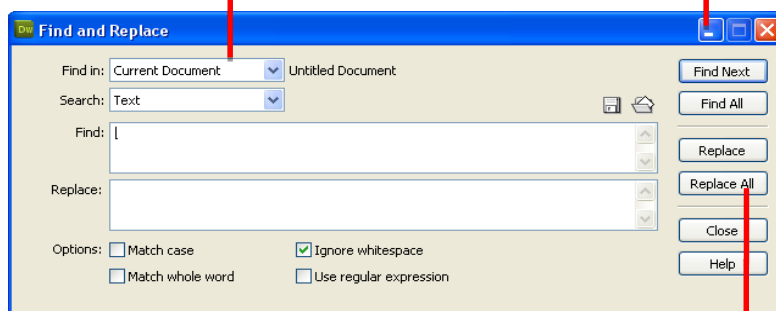 Dw Find and Replace
Find in: Current Document Untitled Document
Find Next
Search: Text
Find All
Find: [
Replace
Replace:
Replace All
Close
Options: Match case Ignore whitespace
Help
Match whole word Use regular expression